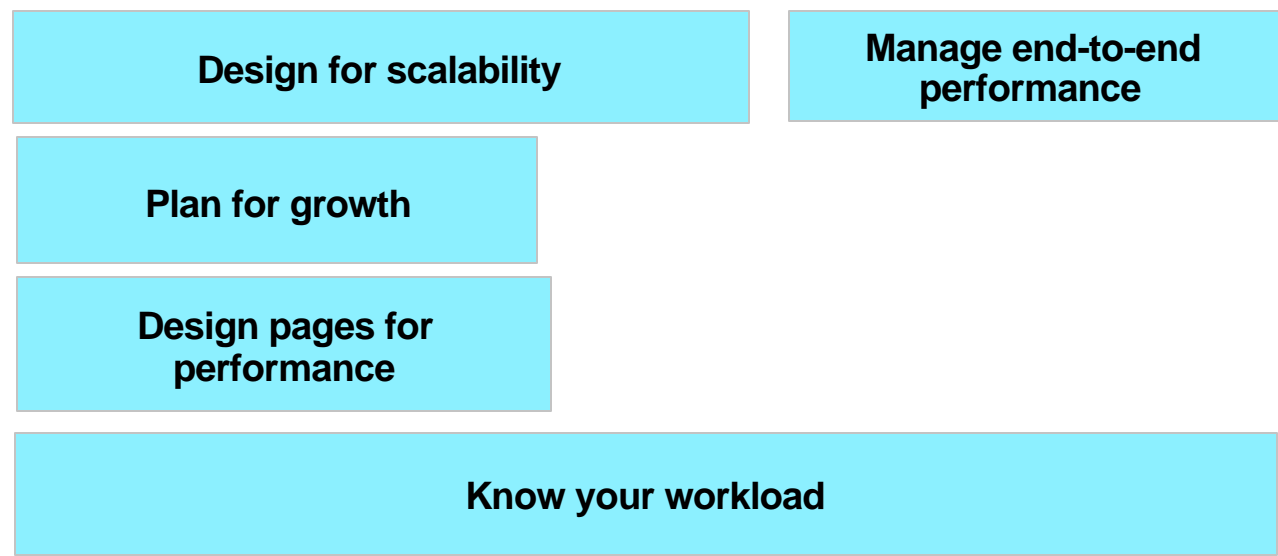 Design for scalability
Manage end-to-end
performance
Plan for growth
Design pages for
performance
Know your workload